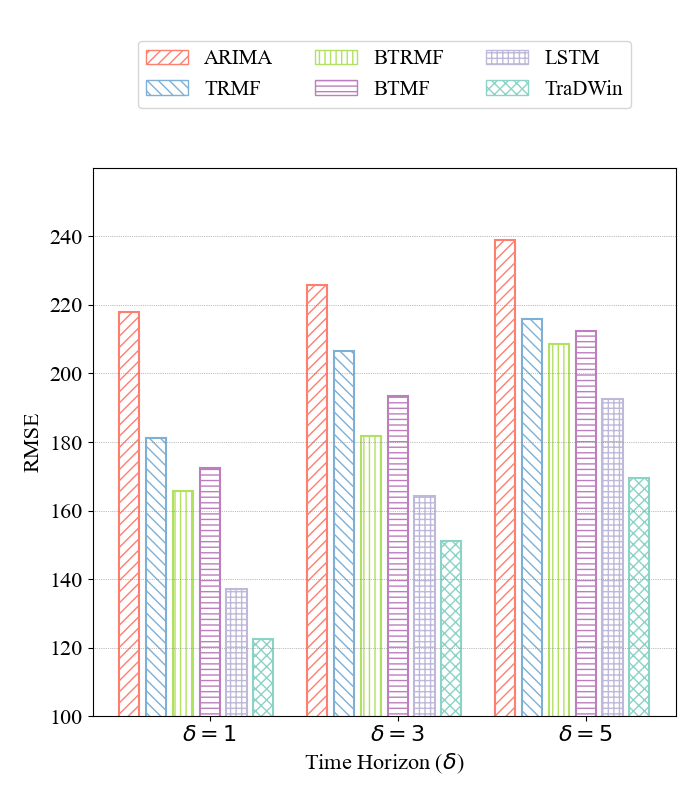 ARIMA BTRMF LSTM
TRMF BTMF TraDWin
240
220
200
180
160
140
120
100
RMSE
δ = 1 δ = 3 δ = 5
Time Horizon (δ)